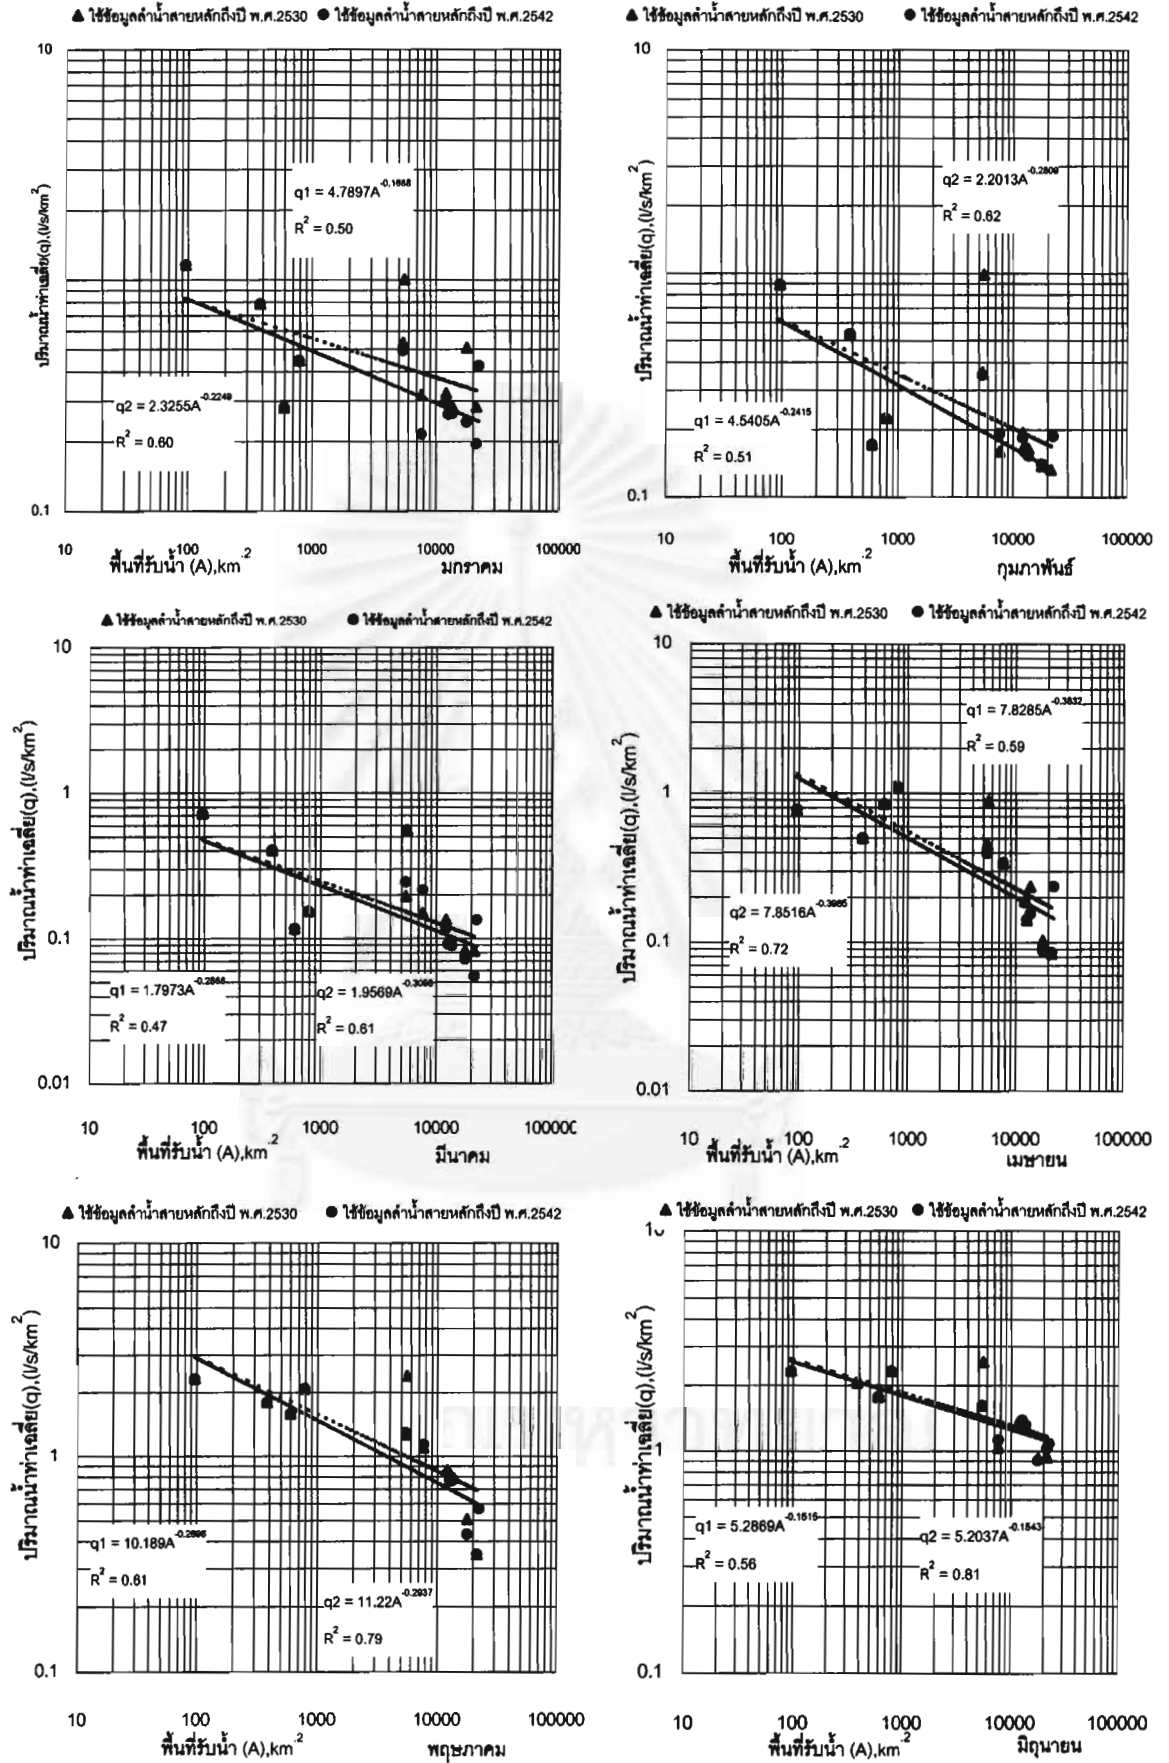 ▲ ใช้ข้อมูลลำน้ำสายหลักถึงปี พ.ศ.2530 ● ใช้ข้อมูลลำน้ำสายหลักถึงปี พ.ศ.2542
10
ปริมาณน้ำท่าเฉลี่ย(q),(l/s/km²)
q1 = 4.7897A^-0.1668
R² = 0.50
q2 = 2.3255A^-0.2249
R² = 0.60
0.1
10 100 1000 10000 100000
พื้นที่รับน้ำ (A),km.²
มกราคม
▲ ใช้ข้อมูลลำน้ำสายหลักถึงปี พ.ศ.2530 ● ใช้ข้อมูลลำน้ำสายหลักถึงปี พ.ศ.2542
10
ปริมาณน้ำท่าเฉลี่ย(q),(l/s/km²)
q2 = 2.2013A^-0.2809
R² = 0.62
q1 = 4.5405A^-0.2415
R² = 0.51
0.1
10 100 1000 10000 100000
พื้นที่รับน้ำ (A),km.²
กุมภาพันธ์
▲ ใช้ข้อมูลลำน้ำสายหลักถึงปี พ.ศ.2530 ● ใช้ข้อมูลลำน้ำสายหลักถึงปี พ.ศ.2542
10
1
0.1
0.01
ปริมาณน้ำท่าเฉลี่ย(q),(l/s/km²)
q1 = 1.7973A
R² = 0.47
q2 = 1.9569A
R² = 0.61
10 100 1000 10000 100000
พื้นที่รับน้ำ (A),km.²
มีนาคม
▲ ใช้ข้อมูลลำน้ำสายหลักถึงปี พ.ศ.2530 ● ใช้ข้อมูลลำน้ำสายหลักถึงปี พ.ศ.2542
10
1
0.1
0.01
ปริมาณน้ำท่าเฉลี่ย(q),(l/s/km²)
q1 = 7.8285A^-0.3832
R² = 0.59
q2 = 7.8516A
R² = 0.72
10 100 1000 10000 100000
พื้นที่รับน้ำ (A),km.²
เมษายน
▲ ใช้ข้อมูลลำน้ำสายหลักถึงปี พ.ศ.2530 ● ใช้ข้อมูลลำน้ำสายหลักถึงปี พ.ศ.2542
10
1
0.1
ปริมาณน้ำท่าเฉลี่ย(q),(l/s/km²)
q1 = 10.189A
R² = 0.61
q2 = 11.22A^-0.2937
R² = 0.79
10 100 1000 10000 100000
พื้นที่รับน้ำ (A),km.²
พฤษภาคม
▲ ใช้ข้อมูลลำน้ำสายหลักถึงปี พ.ศ.2530 ● ใช้ข้อมูลลำน้ำสายหลักถึงปี พ.ศ.2542
10
1
0.1
ปริมาณน้ำท่าเฉลี่ย(q),(l/s/km²)
q1 = 5.2869A^-0.1515
R² = 0.56
q2 = 5.2037A^-0.1543
R² = 0.81
10 100 1000 10000 100000
พื้นที่รับน้ำ (A),km.²
มิถุนายน